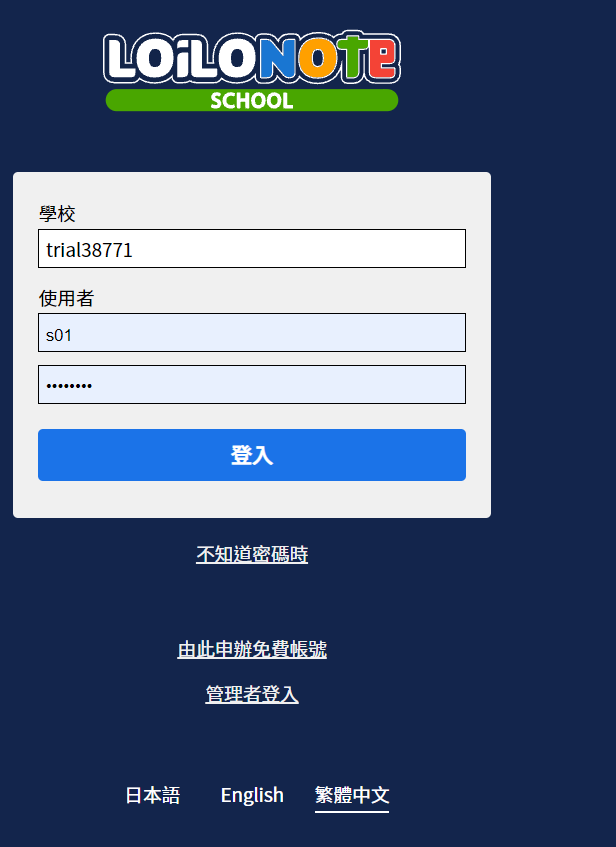 LOiLONOTE
SCHOOL
學校
trial38771
使用者
s01
••••••••
登入
不知道密碼時
由此申辦免費帳號
管理者登入
日本語 English 繁體中文